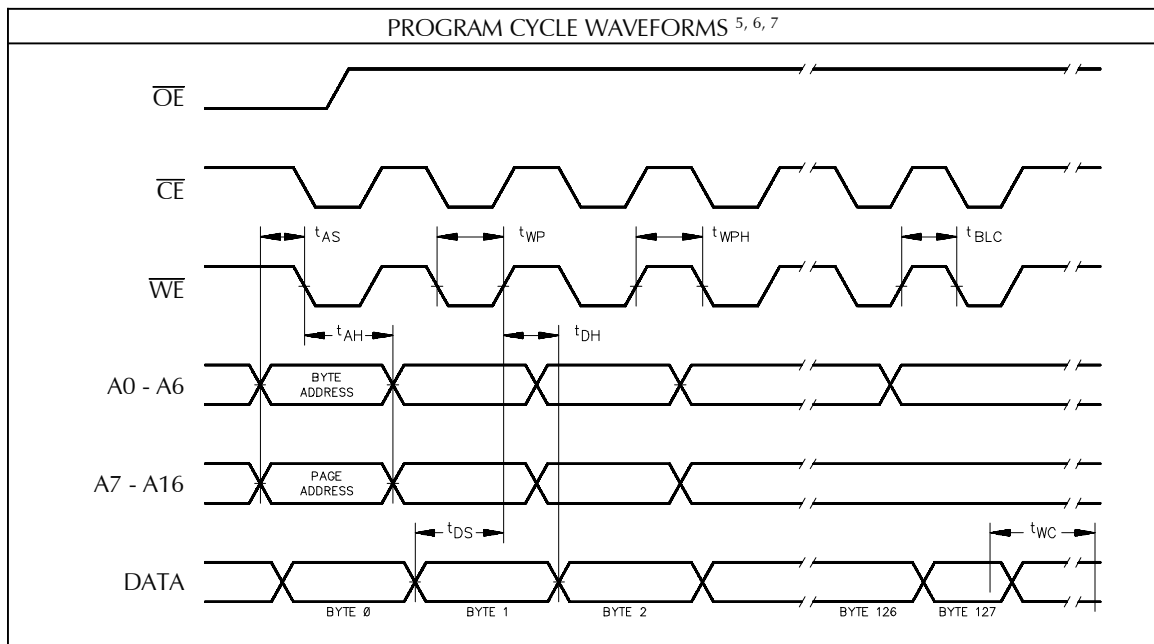 PROGRAM CYCLE WAVEFORMS 5, 6, 7
OE
CE
tAS
tWP
tWPH
tBLC
WE
tAH
tDH
A0 - A6
BYTE
ADDRESS
A7 - A16
PAGE
ADDRESS
tDS
tWC
DATA
BYTE Ø
BYTE 1
BYTE 2
BYTE 126
BYTE 127